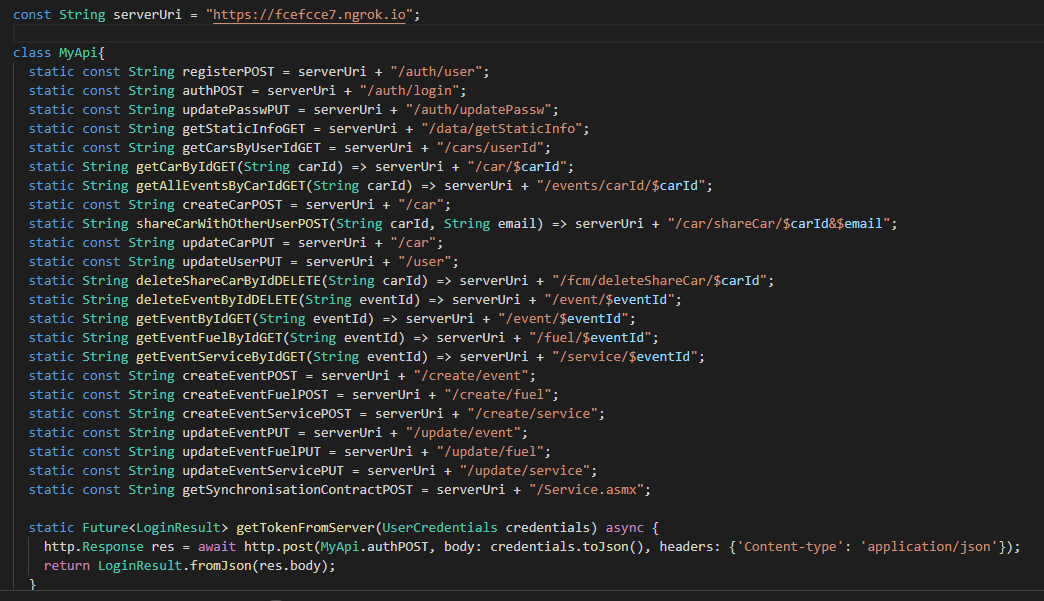 const String serverUri = "https://fcefcce7.ngrok.io";
class MyApi{
static const String registerPOST = serverUri + "/auth/user";
static const String authPOST = serverUri + "/auth/login";
static const String updatePasswPUT = serverUri + "/auth/updatePassw";
static const String getStaticInfoGET = serverUri + "/data/getStaticInfo";
static const String getCarsByUserIdGET = serverUri + "/cars/userId";
static String getCarByIdGET(String carId) => serverUri + "/car/$carId";
static String getAllEventsByCarIdGET(String carId) => serverUri + "/events/carId/$carId";
static const String createCarPOST = serverUri + "/car";
static String shareCarWithOtherUserPOST(String carId, String email) => serverUri + "/car/shareCar/$carId&$email";
static const String updateCarPUT = serverUri + "/car";
static const String updateUserPUT = serverUri + "/user";
static String deleteShareCarByIdDELETE(String carId) => serverUri + "/fcm/deleteShareCar/$carId";
static String deleteEventByIdDELETE(String eventId) => serverUri + "/event/$eventId";
static String getEventByIdGET(String eventId) => serverUri + "/event/$eventId";
static String getEventFuelByIdGET(String eventId) => serverUri + "/fuel/$eventId";
static String getEventServiceByIdGET(String eventId) => serverUri + "/service/$eventId";
static const String createEventPOST = serverUri + "/create/event";
static const String createEventFuelPOST = serverUri + "/create/fuel";
static const String createEventServicePOST = serverUri + "/create/service";
static const String updateEventPUT = serverUri + "/update/event";
static const String updateEventFuelPUT = serverUri + "/update/fuel";
static const String updateEventServicePUT = serverUri + "/update/service";
static const String getSynchronisationContractPOST = serverUri + "/Service.asmx";
static Future<LoginResult> getTokenFromServer(UserCredentials credentials) async {
http.Response res = await http.post(MyApi.authPOST, body: credentials.toJson(), headers: {'Content-type': 'application/json'});
return LoginResult.fromJson(res.body);
}